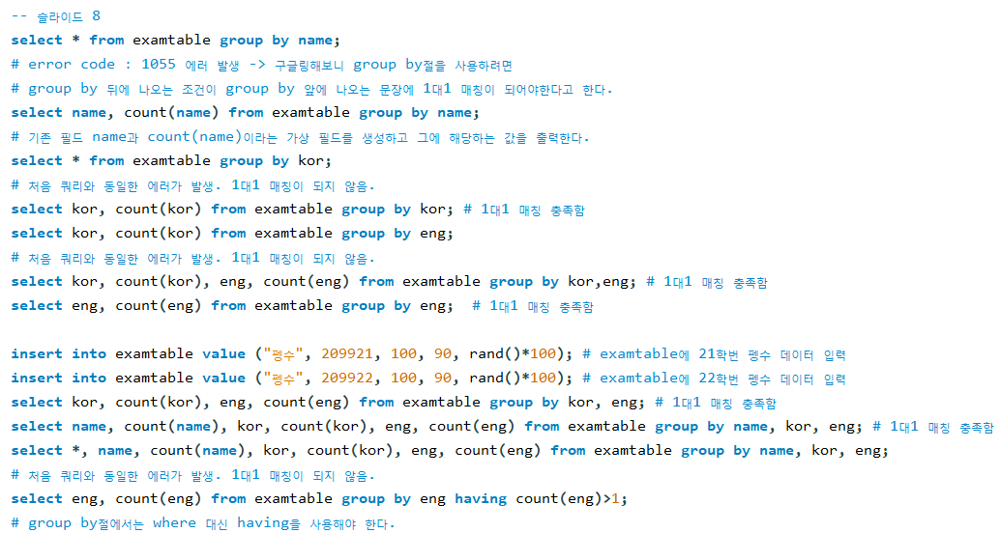 -- 슬라이드 8
select * from examtable group by name;
# error code : 1055 에러 발생 -> 구글링해보니 group by절을 사용하려면
# group by 뒤에 나오는 조건이 group by 앞에 나오는 문장에 1대1 매칭이 되어야한다고 한다.
select name, count(name) from examtable group by name;
# 기존 필드 name과 count(name)이라는 가상 필드를 생성하고 그에 해당하는 값을 출력한다.
select * from examtable group by kor;
# 처음 쿼리와 동일한 에러가 발생. 1대1 매칭이 되지 않음.
select kor, count(kor) from examtable group by kor; # 1대1 매칭 충족함
select kor, count(kor) from examtable group by eng;
# 처음 쿼리와 동일한 에러가 발생. 1대1 매칭이 되지 않음.
select kor, count(kor), eng, count(eng) from examtable group by kor,eng; # 1대1 매칭 충족함
select eng, count(eng) from examtable group by eng;  # 1대1 매칭 충족함
insert into examtable value ("펭수", 209921, 100, 90, rand()*100); # examtable에 21학번 펭수 데이터 입력
insert into examtable value ("펭수", 209922, 100, 90, rand()*100); # examtable에 22학번 펭수 데이터 입력
select kor, count(kor), eng, count(eng) from examtable group by kor, eng; # 1대1 매칭 충족함
select name, count(name), kor, count(kor), eng, count(eng) from examtable group by name, kor, eng; # 1대1 매칭 충족함
select *, name, count(name), kor, count(kor), eng, count(eng) from examtable group by name, kor, eng;
# 처음 쿼리와 동일한 에러가 발생. 1대1 매칭이 되지 않음.
select eng, count(eng) from examtable group by eng having count(eng)>1;
# group by절에서는 where 대신 having을 사용해야 한다.